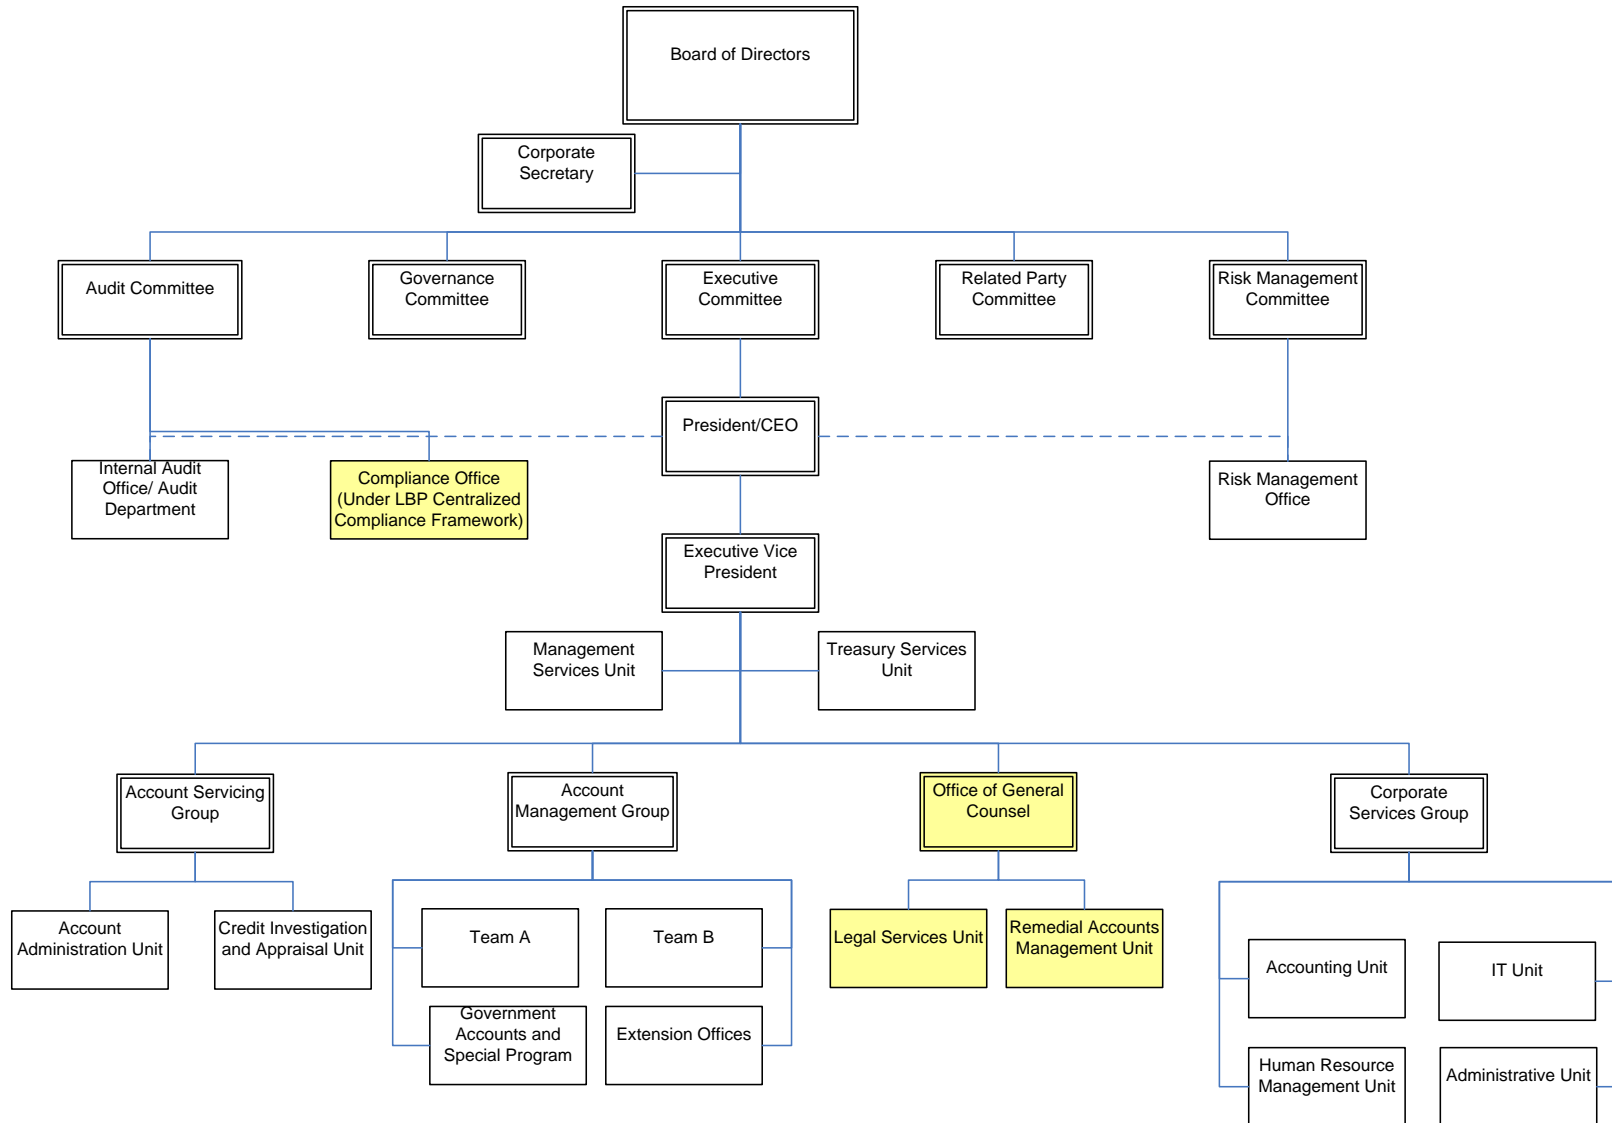 Board of Directors
Corporate
Secretary
Audit Committee
Governance
Committee
Executive
Committee
Related Party
Committee
Risk Management
Committee
President/CEO
Internal Audit
Office/ Audit
Department
Compliance Office
(Under LBP Centralized
Compliance Framework)
Risk Management
Office
Executive Vice
President
Management
Services Unit
Treasury Services
Unit
Account Servicing
Group
Account
Management Group
Office of General
Counsel
Corporate
Services Group
Account
Administration Unit
Credit Investigation
and Appraisal Unit
Team A
Team B
Government
Accounts and
Special Program
Extension Offices
Legal Services Unit
Remedial Accounts
Management Unit
Accounting Unit
IT Unit
Human Resource
Management Unit
Administrative Unit